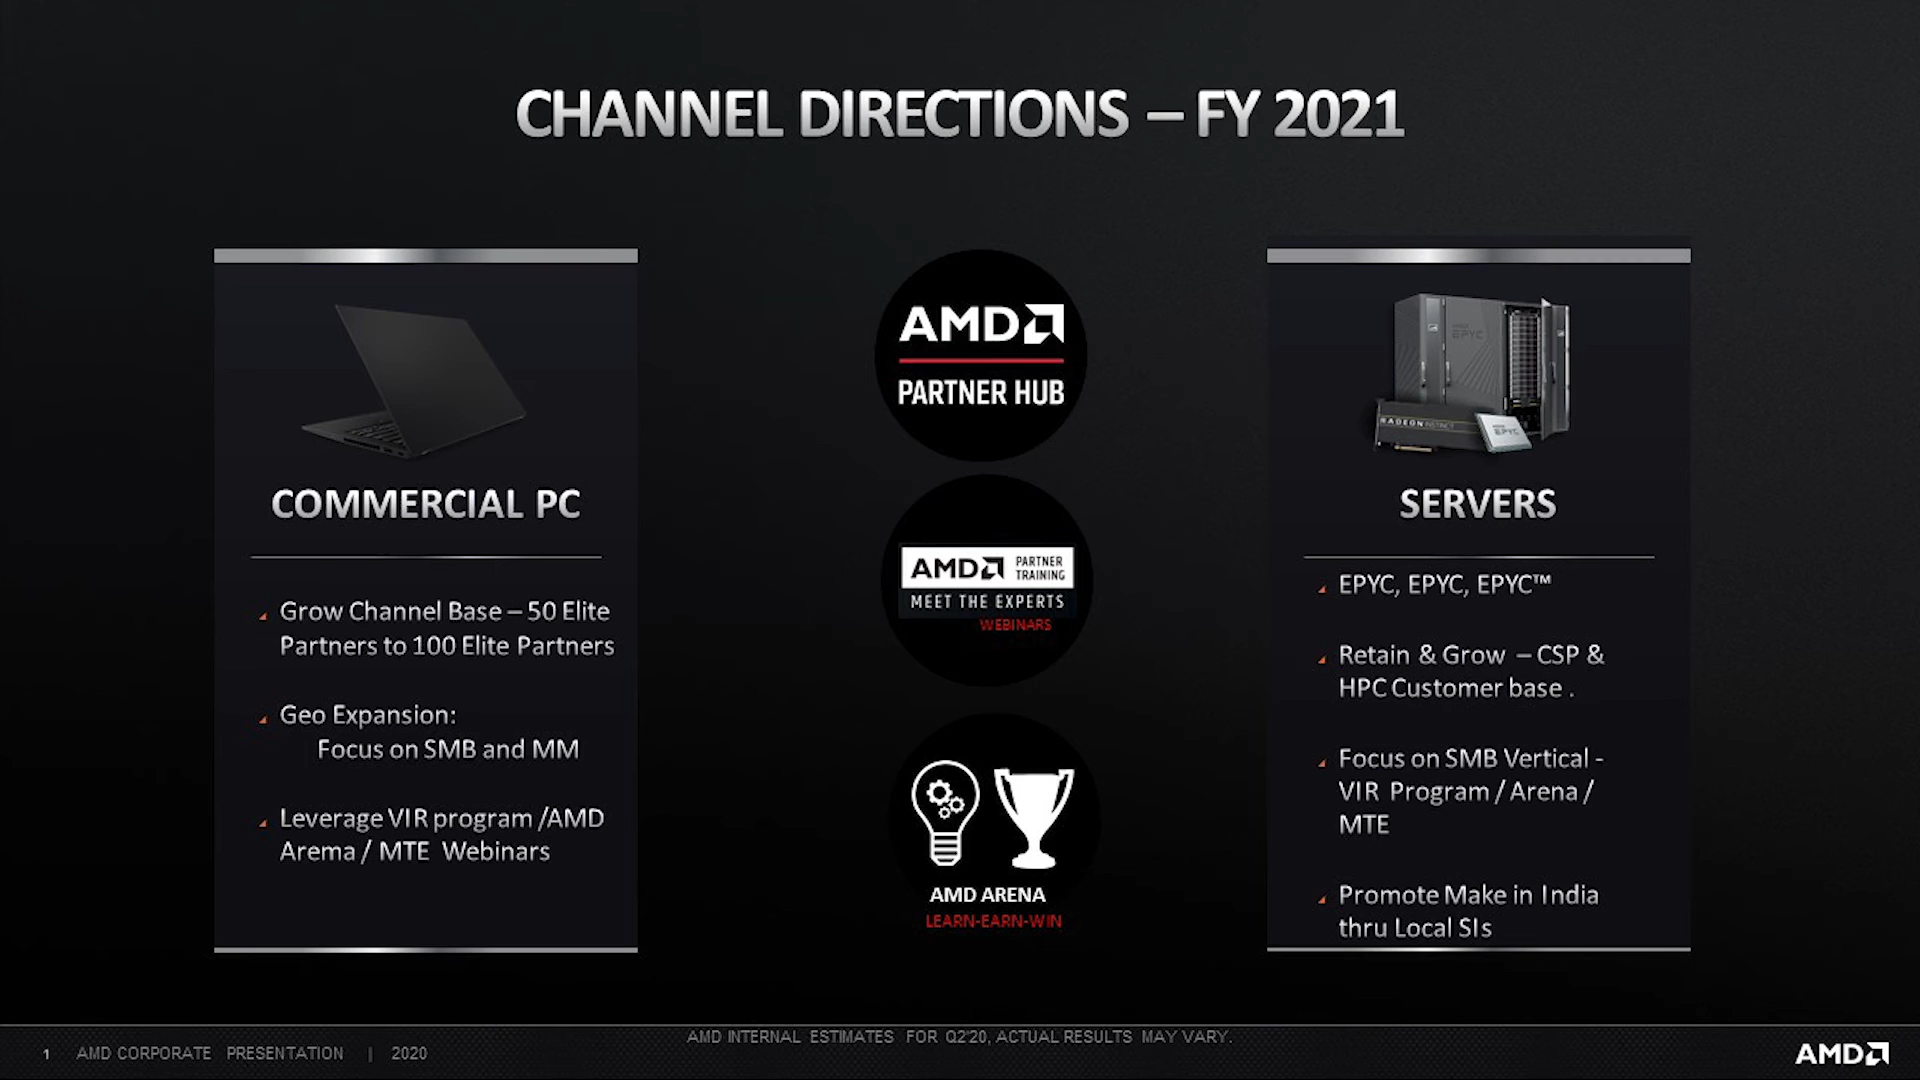 CHANNEL DIRECTIONS – FY 2021
COMMERCIAL PC
Grow Channel Base – 50 Elite
Partners to 100 Elite Partners
Geo Expansion:
Focus on SMB and MM
Leverage VIR program /AMD
Arema / MTE Webinars
AMD
PARTNER HUB
AMD PARTNER
TRAINING
MEET THE EXPERTS
WEBINARS
AMD ARENA
LEARN-EARN-WIN
EPYC
RADEON INSTINCT
EPYC
SERVERS
EPYC, EPYC, EPYC™
Retain & Grow – CSP &
HPC Customer base .
Focus on SMB Vertical -
VIR Program / Arena /
MTE
Promote Make in India
thru Local SIs
AMD INTERNAL ESTIMATES FOR Q2'20, ACTUAL RESULTS MAY VARY.
1 AMD CORPORATE PRESENTATION | 2020
AMD